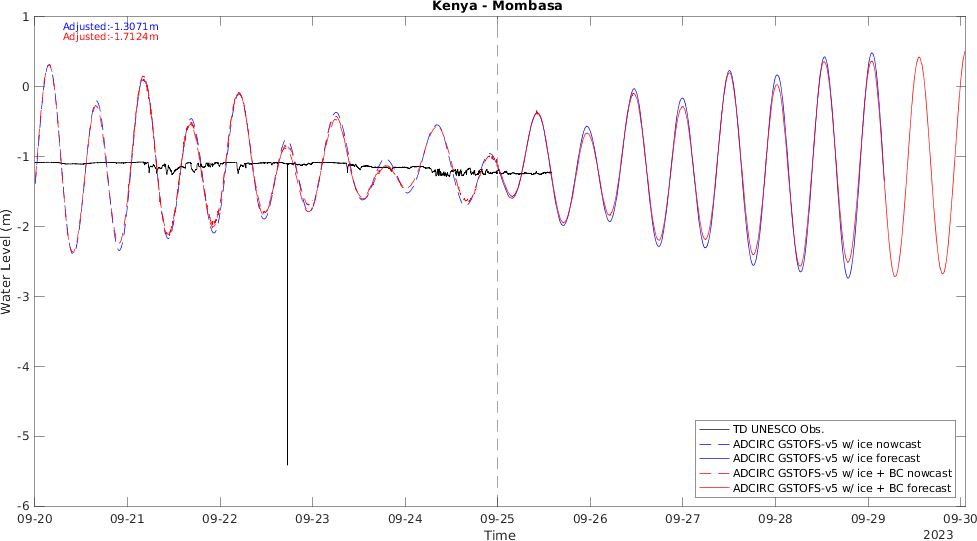 Kenya - Mombasa
Adjusted:-1.3071m
Adjusted:-1.7124m
1
0
-1
-2
-3
-4
-5
-6
Water Level (m)
TD UNESCO Obs.
ADCIRC GSTOFS-v5 w/ ice nowcast
ADCIRC GSTOFS-v5 w/ ice forecast
ADCIRC GSTOFS-v5 w/ ice + BC nowcast
ADCIRC GSTOFS-v5 w/ ice + BC forecast
09-20 09-21 09-22 09-23 09-24 09-25 09-26 09-27 09-28 09-29 09-30
Time
2023